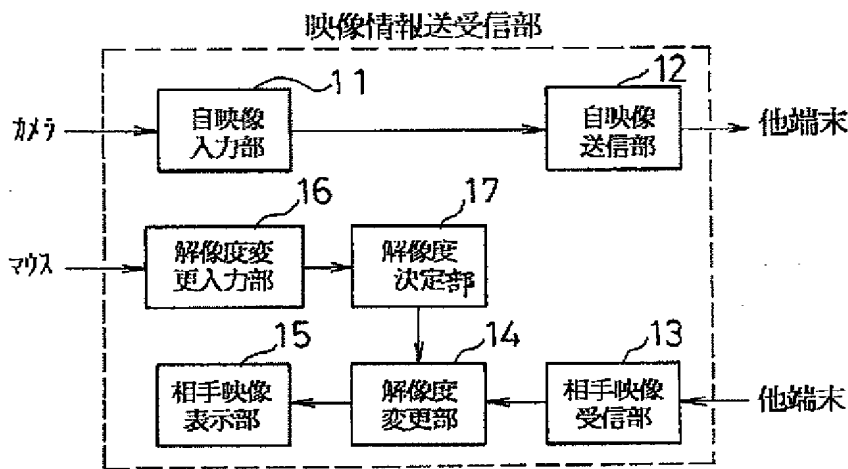 映像情報送受信部
11
12
カメラ
自映像
入力部
自映像
送信部
他端末
16
17
マウス
解像度変
更入力部
解像度
決定部
15
14
13
相手映像
表示部
解像度
変更部
相手映像
受信部
他端末